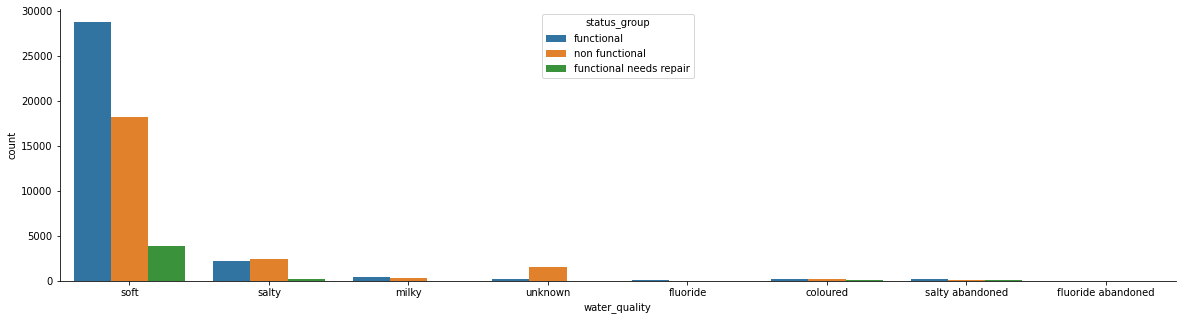 status_group
functional
non functional
functional needs repair
30000
25000
20000
15000
10000
5000
0
count
soft
salty
milky
unknown
fluoride
coloured
salty abandoned
fluoride abandoned
water_quality